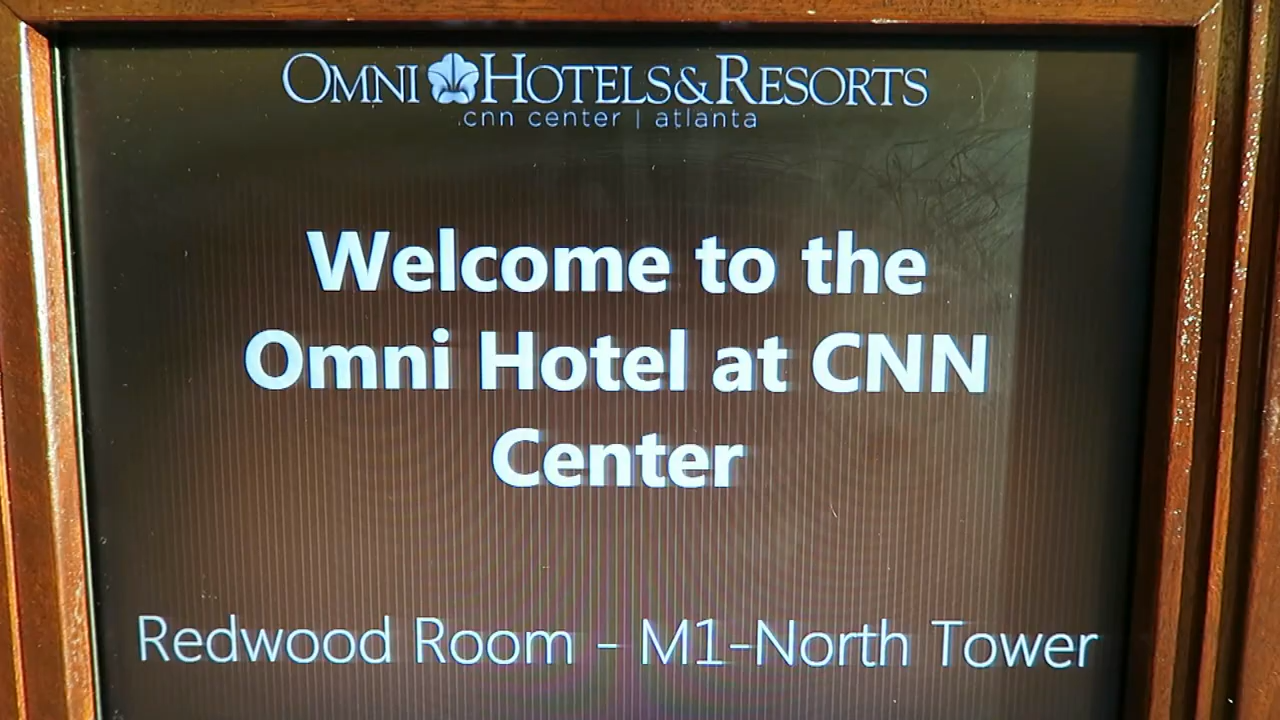 OMNI HOTELS & RESORTS
cnn center | atlanta
Welcome to the
Omni Hotel at CNN
Center
Redwood Room - M1-North Tower